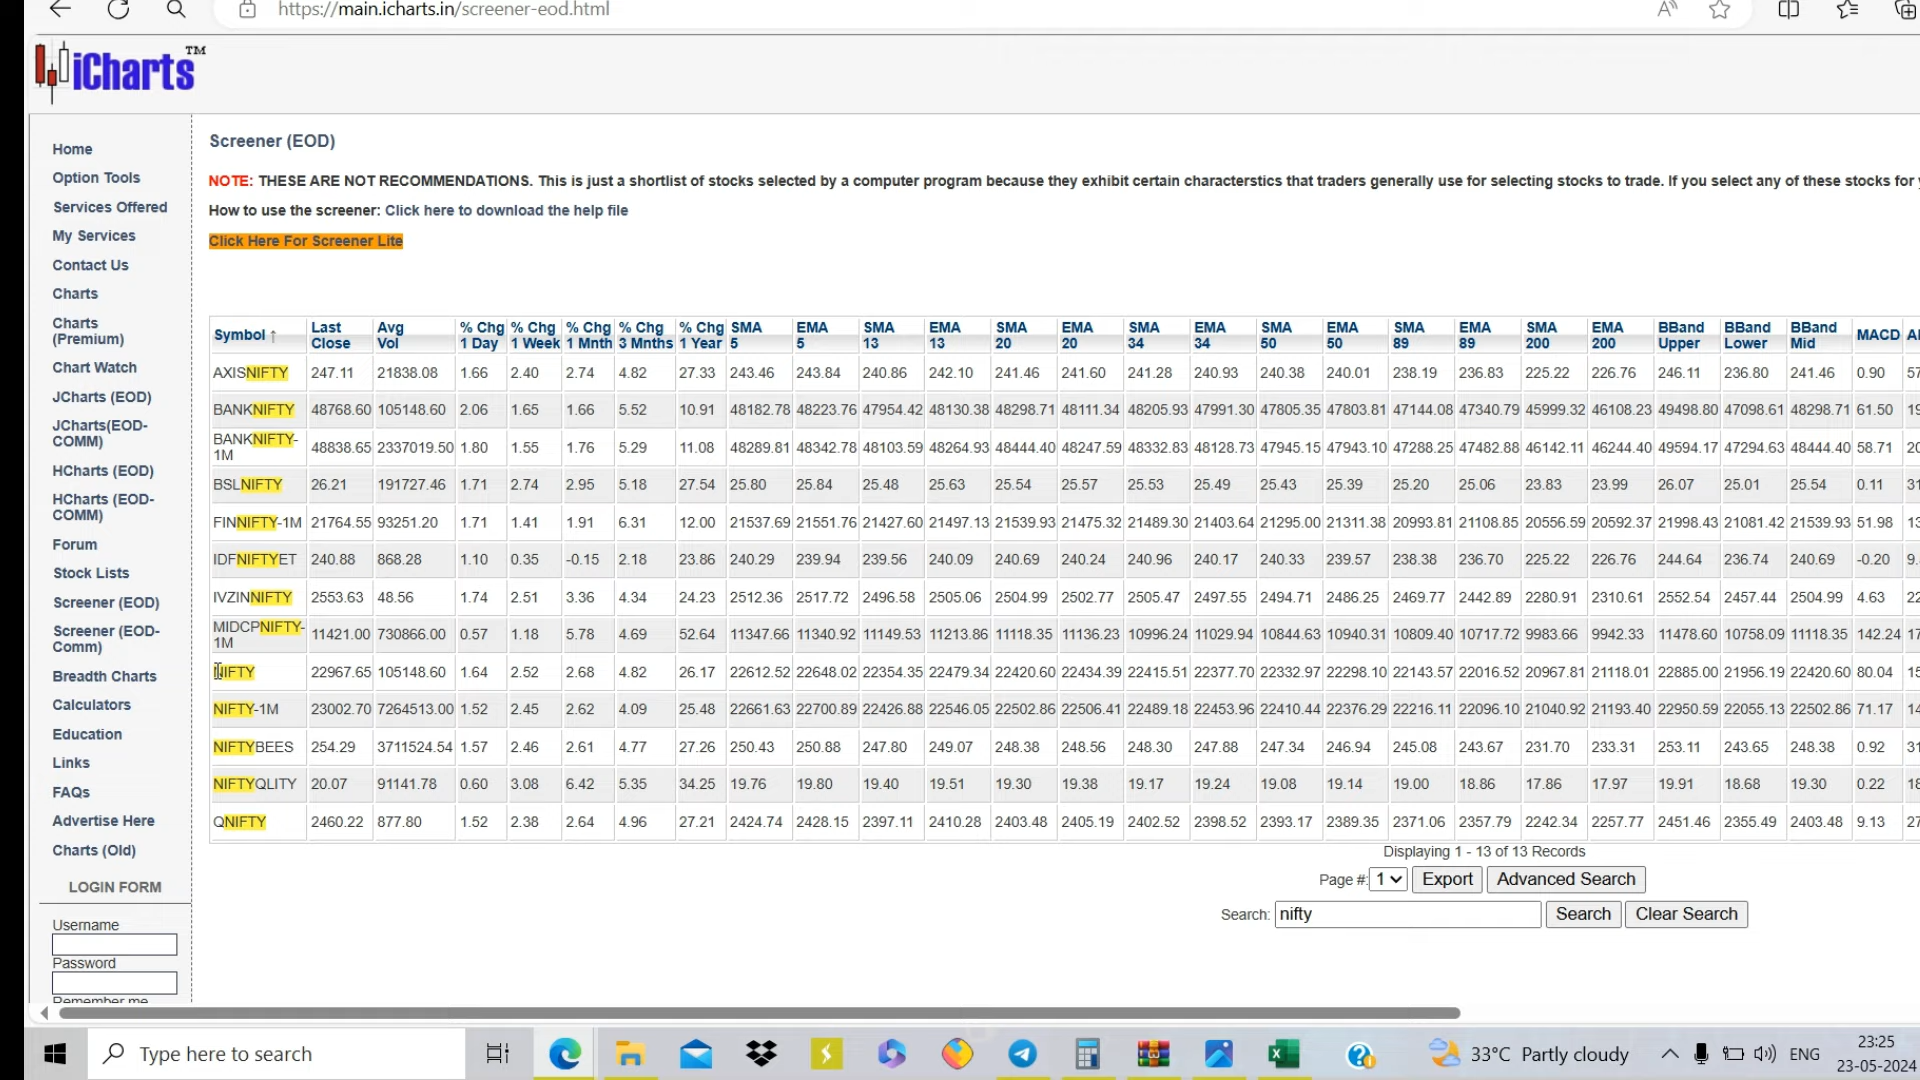 https://main.icharts.in/screener-eod.html
iCharts™
Home
Option Tools
Services Offered
My Services
Contact Us
Charts
Charts
(Premium)
Chart Watch
JCharts (EOD)
JCharts(EOD-
COMM)
HCharts (EOD)
HCharts (EOD-
COMM)
Forum
Stock Lists
Screener (EOD)
Screener (EOD-
Comm)
Breadth Charts
Calculators
Education
Links
FAQs
Advertise Here
Charts (Old)
LOGIN FORM
Username
Password
Remember me
Screener (EOD)
NOTE: THESE ARE NOT RECOMMENDATIONS. This is just a shortlist of stocks selected by a computer program because they exhibit certain characterstics that traders generally use for selecting stocks to trade. If you select any of these stocks for
How to use the screener: Click here to download the help file
Click Here For Screener Lite
Symbol ↑ Last Close Avg Vol % Chg 1 Day % Chg 1 Week % Chg 1 Mnth % Chg 3 Mnths % Chg 1 Year SMA 5 EMA 5 SMA 13 EMA 13 SMA 20 EMA 20 SMA 34 EMA 34 SMA 50 EMA 50 SMA 89 EMA 89 SMA 200 EMA 200 BBand Upper BBand Lower BBand Mid MACD
AXISNIFTY 247.11 21838.08 1.66 2.40 2.74 4.82 27.33 243.46 243.84 240.86 242.10 241.46 241.60 241.28 240.93 240.38 240.01 238.19 236.83 225.22 226.76 246.11 236.80 241.46 0.90
BANKNIFTY 48768.60 105148.60 2.06 1.65 1.66 5.52 10.91 48182.78 48223.76 47954.42 48130.38 48298.71 48111.34 48205.93 47991.30 47805.35 47803.81 47144.08 47340.79 45999.32 46108.23 49498.80 47098.61 48298.71 61.50
BANKNIFTY-1M 48838.65 2337019.50 1.80 1.55 1.76 5.29 11.08 48289.81 48342.78 48103.59 48264.93 48444.40 48247.59 48332.83 48128.73 47945.15 47943.10 47288.25 47482.88 46142.11 46244.40 49594.17 47294.63 48444.40 58.71
BSLNIFTY 26.21 191727.46 1.71 2.74 2.95 5.18 27.54 25.80 25.84 25.48 25.63 25.54 25.57 25.53 25.49 25.43 25.39 25.20 25.06 23.83 23.99 26.07 25.01 25.54 0.11
FINNIFTY-1M 21764.55 93251.20 1.71 1.41 1.91 6.31 12.00 21537.69 21551.76 21427.60 21497.13 21539.93 21475.32 21489.30 21403.64 21295.00 21311.38 20993.81 21108.85 20556.59 20592.37 21998.43 21081.42 21539.93 51.98
IDFNIFTYET 240.88 868.28 1.10 0.35 -0.15 2.18 23.86 240.29 239.94 239.56 240.09 240.69 240.24 240.96 240.17 240.33 239.57 238.38 236.70 225.22 226.76 244.64 236.74 240.69 -0.20
IVZINNIFTY 2553.63 48.56 1.74 2.51 3.36 4.34 24.23 2512.36 2517.72 2496.58 2505.06 2504.99 2502.77 2505.47 2497.55 2494.71 2486.25 2469.77 2442.89 2280.91 2310.61 2552.54 2457.44 2504.99 4.63
MIDCPNIFTY-1M 11421.00 730866.00 0.57 1.18 5.78 4.69 52.64 11347.66 11340.92 11149.53 11213.86 11118.35 11136.23 10996.24 11029.94 10844.63 10940.31 10809.40 10717.72 9983.66 9942.33 11478.60 10758.09 11118.35 142.24
NIFTY 22967.65 105148.60 1.64 2.52 2.68 4.82 26.17 22612.52 22648.02 22354.35 22479.34 22420.60 22434.39 22415.51 22377.70 22332.97 22298.10 22143.57 22016.52 20967.81 21118.01 22885.00 21956.19 22420.60 80.04
NIFTY-1M 23002.70 7264513.00 1.52 2.45 2.62 4.09 25.48 22661.63 22700.89 22426.88 22546.05 22502.86 22506.41 22489.18 22453.96 22410.44 22376.29 22216.11 22096.10 21040.92 21193.40 22950.59 22055.13 22502.86 71.17
NIFTYBEES 254.29 3711524.54 1.57 2.46 2.61 4.77 27.26 250.43 250.88 247.80 249.07 248.38 248.56 248.30 247.88 247.34 246.94 245.08 243.67 231.70 233.31 253.11 243.65 248.38 0.92
NIFTYQLITY 20.07 91141.78 0.60 3.08 6.42 5.35 34.25 19.76 19.80 19.40 19.51 19.30 19.38 19.17 19.24 19.08 19.14 19.00 18.86 17.86 17.97 19.91 18.68 19.30 0.22
QNIFTY 2460.22 877.80 1.52 2.38 2.64 4.96 27.21 2424.74 2428.15 2397.11 2410.28 2403.48 2405.19 2402.52 2398.52 2393.17 2389.35 2371.06 2357.79 2242.34 2257.77 2451.46 2355.49 2403.48 9.13
Displaying 1 - 13 of 13 Records
Page #: 1 Export Advanced Search
Search: nifty Search Clear Search
Type here to search
33°C Partly cloudy
ENG
23:25
23-05-2024